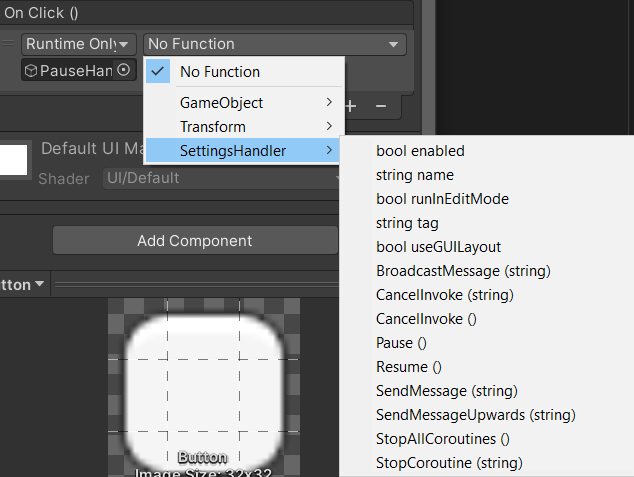 On Click ()
Runtime Only
No Function
PauseHan
No Function
GameObject
Transform
SettingsHandler
bool enabled
string name
bool runInEditMode
string tag
bool useGUILayout
BroadcastMessage (string)
CancelInvoke (string)
CancelInvoke ()
Pause ()
Resume ()
SendMessage (string)
SendMessageUpwards (string)
StopAllCoroutines ()
StopCoroutine (string)
Default UI Ma
Shader
UI/Default
Add Component
tton
Button
Image Size: 32x32